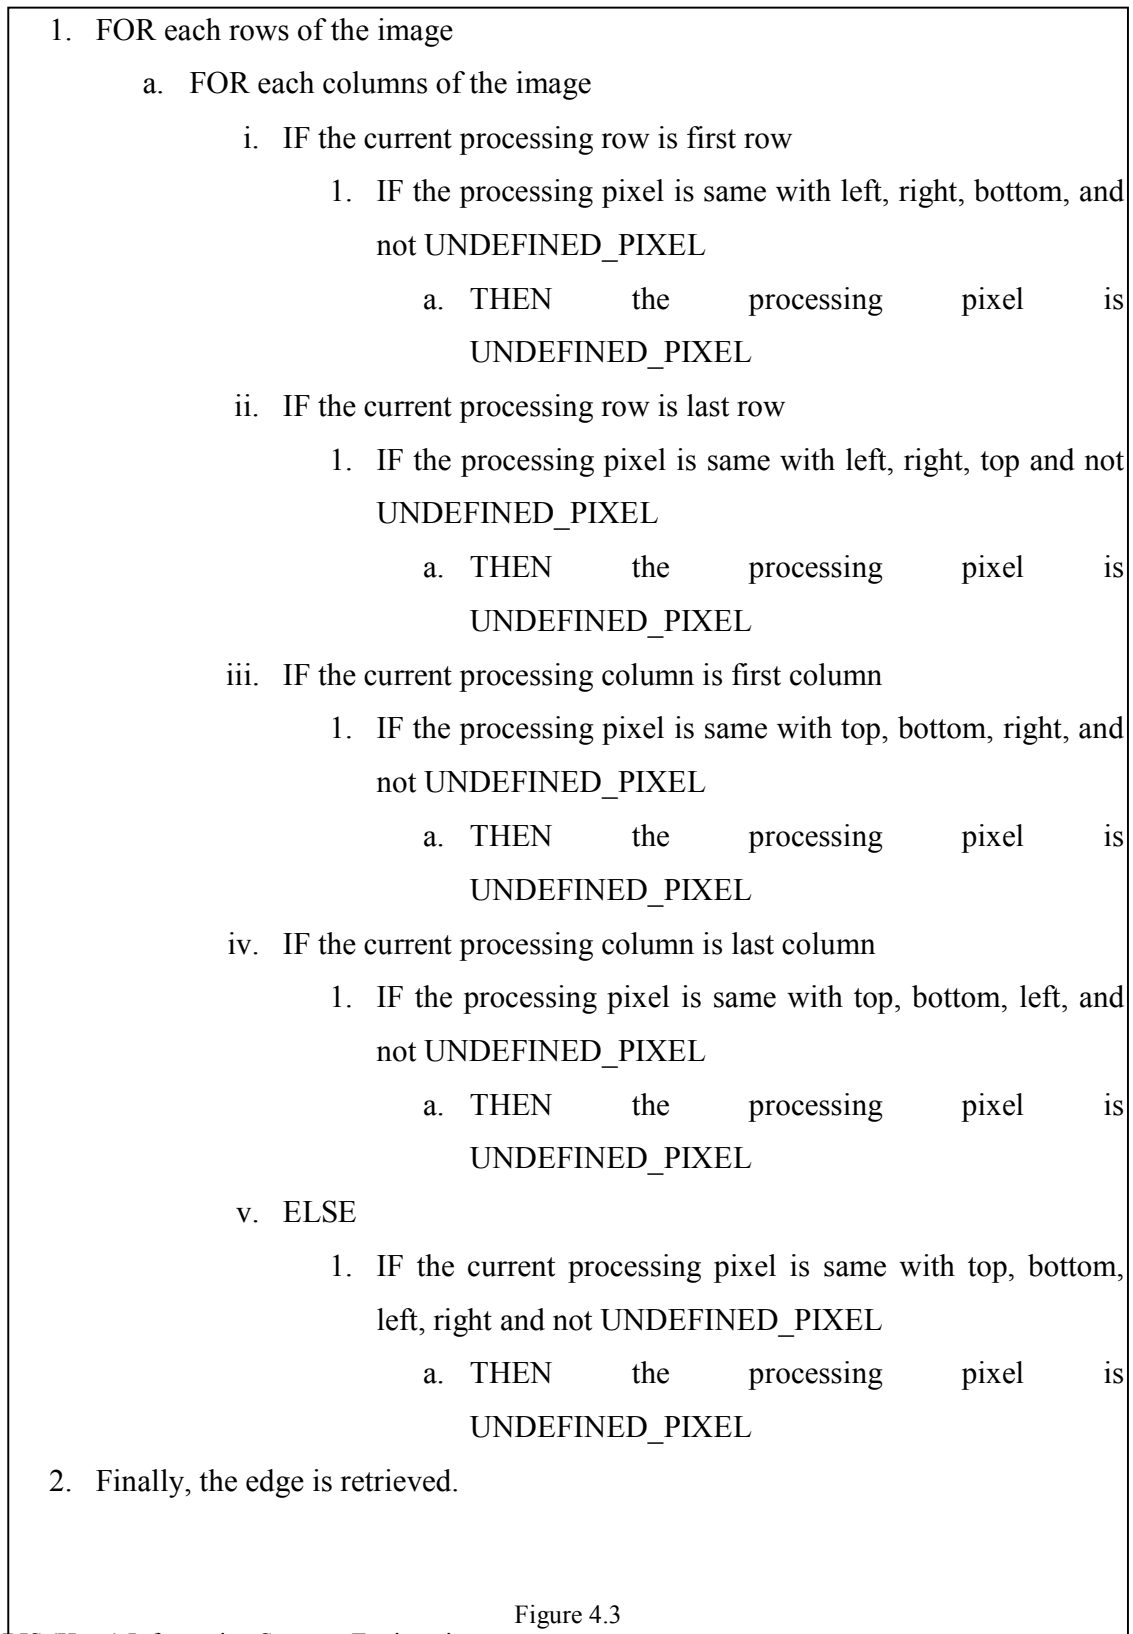 1. FOR each rows of the image
a. FOR each columns of the image
i. IF the current processing row is first row
1. IF the processing pixel is same with left, right, bottom, and
not UNDEFINED_PIXEL
a. THEN the processing pixel is
UNDEFINED_PIXEL
ii. IF the current processing row is last row
1. IF the processing pixel is same with left, right, top and not
UNDEFINED_PIXEL
a. THEN the processing pixel is
UNDEFINED_PIXEL
iii. IF the current processing column is first column
1. IF the processing pixel is same with top, bottom, right, and
not UNDEFINED_PIXEL
a. THEN the processing pixel is
UNDEFINED_PIXEL
iv. IF the current processing column is last column
1. IF the processing pixel is same with top, bottom, left, and
not UNDEFINED_PIXEL
a. THEN the processing pixel is
UNDEFINED_PIXEL
v. ELSE
1. IF the current processing pixel is same with top, bottom,
left, right and not UNDEFINED_PIXEL
a. THEN the processing pixel is
UNDEFINED_PIXEL
2. Finally, the edge is retrieved.
Figure 4.3